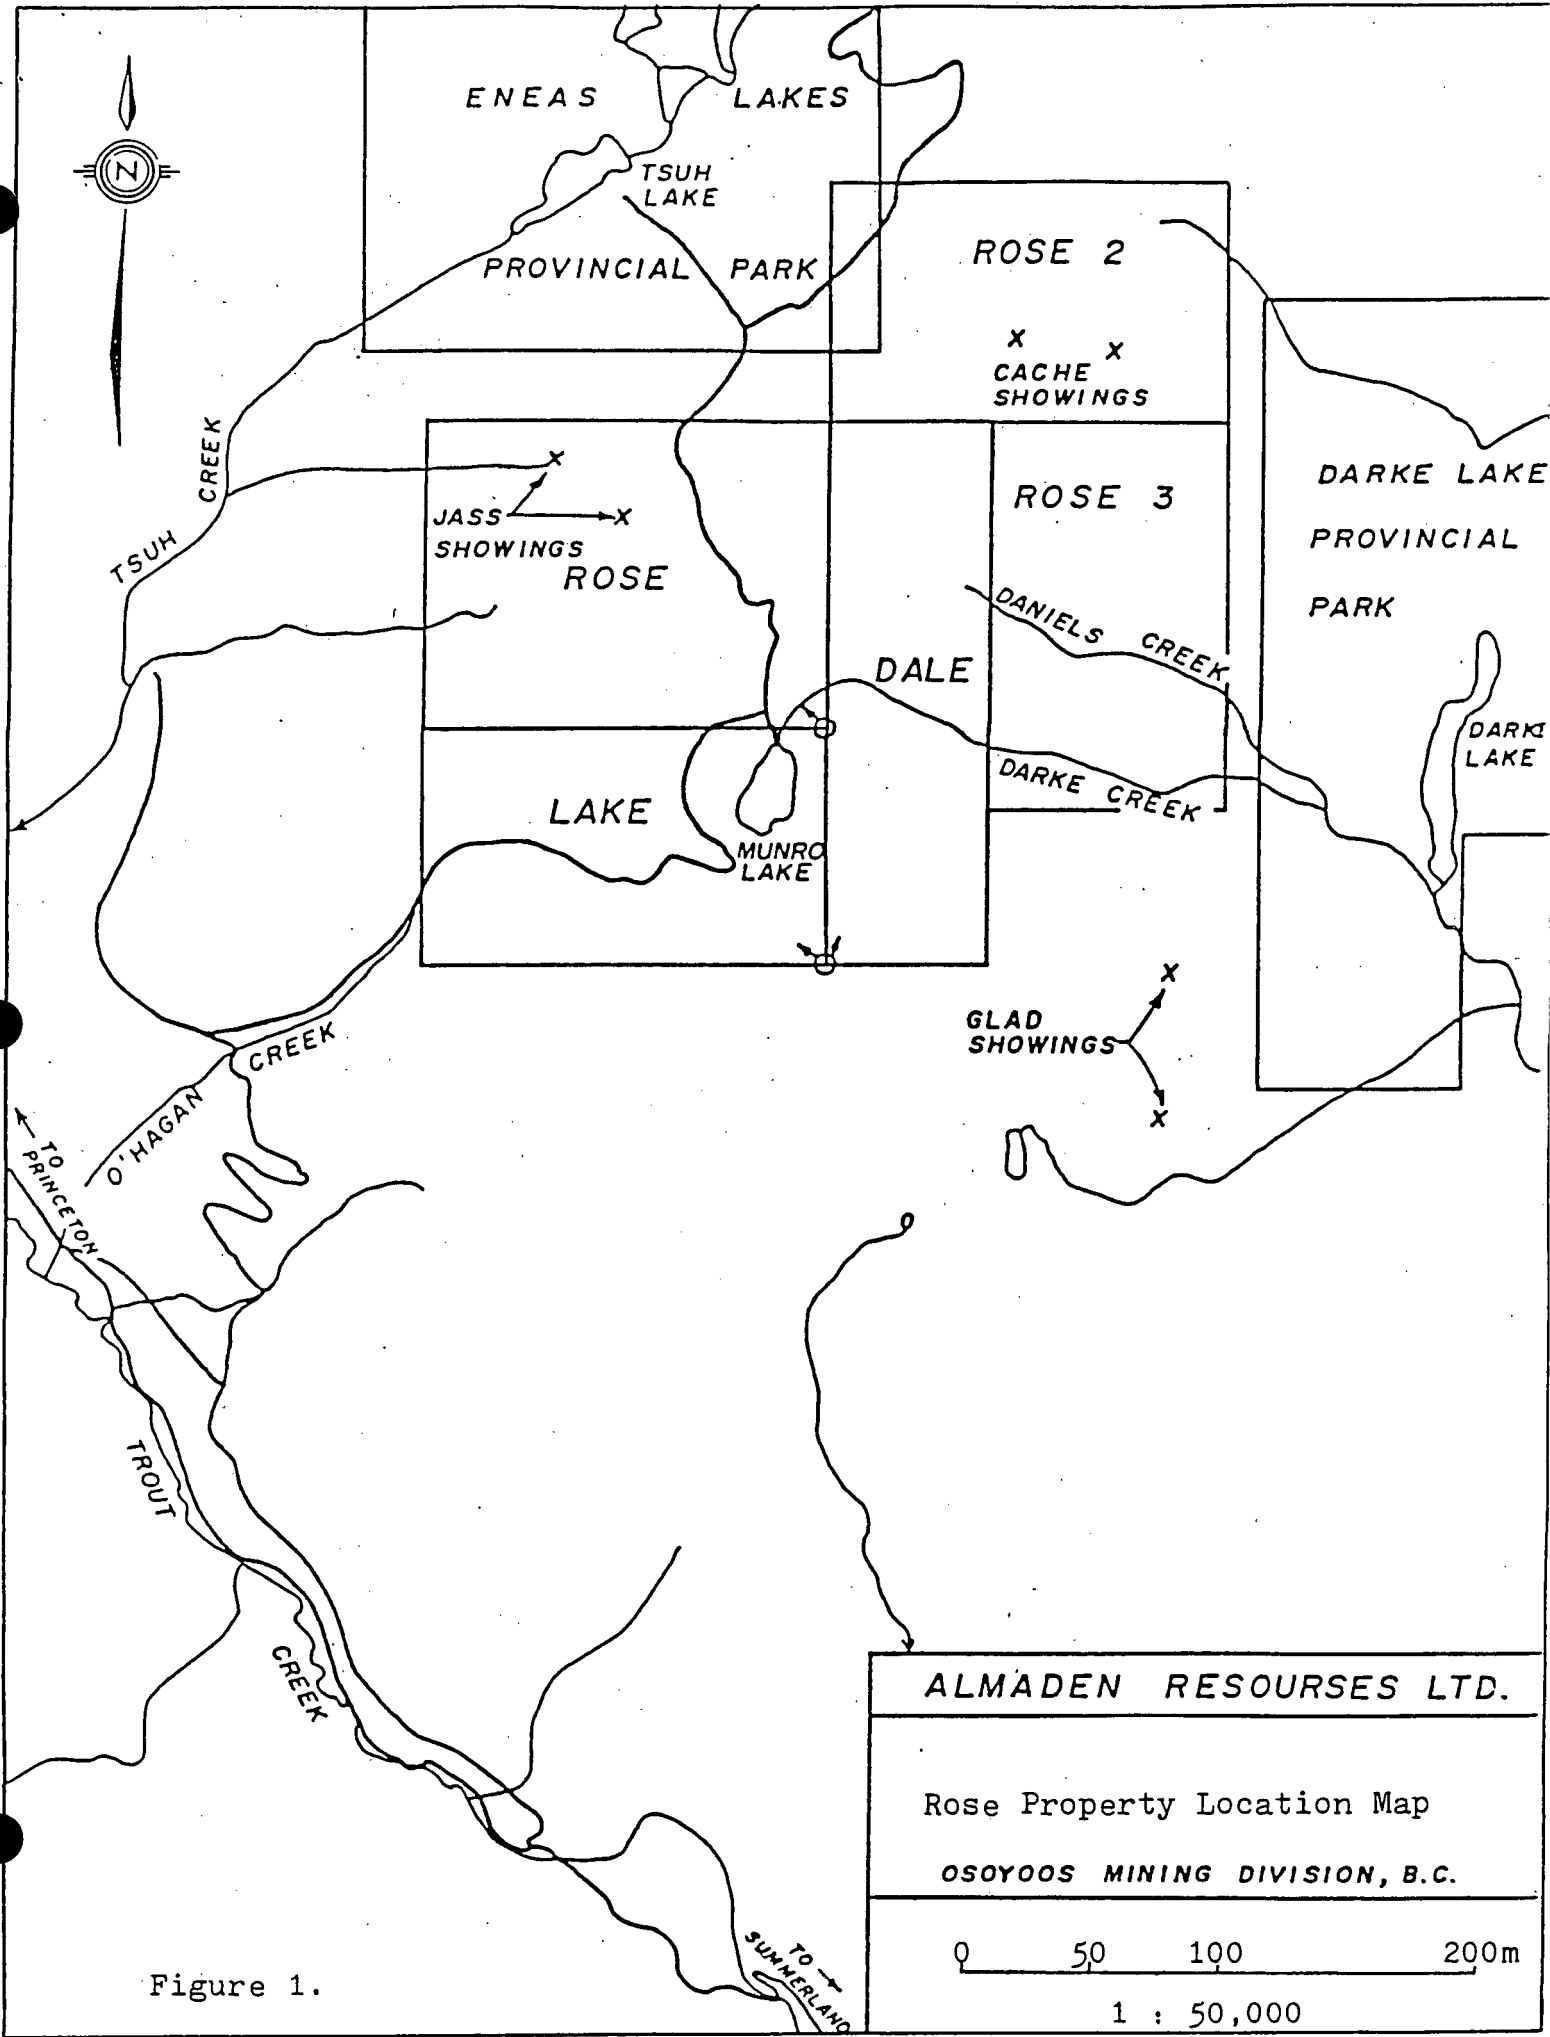 ENEAS LAKES
N
TSUH
LAKE
PROVINCIAL PARK
ROSE 2
CACHE
SHOWINGS
TSUH CREEK
JASS
SHOWINGS
ROSE
ROSE 3
DARKE LAKE
PROVINCIAL
PARK
DANIELS CREEK
DALE
DARKE
LAKE
DARKE CREEK
LAKE
MUNRO
LAKE
GLAD
SHOWINGS
O'HAGAN CREEK
TO
PRINCETON
TROUT CREEK
ALMADEN RESOURSES LTD.
Rose Property Location Map
OSOYOOS MINING DIVISION, B.C.
0 50 100 200m
1 : 50,000
TO
SUMMERLAND
Figure 1.